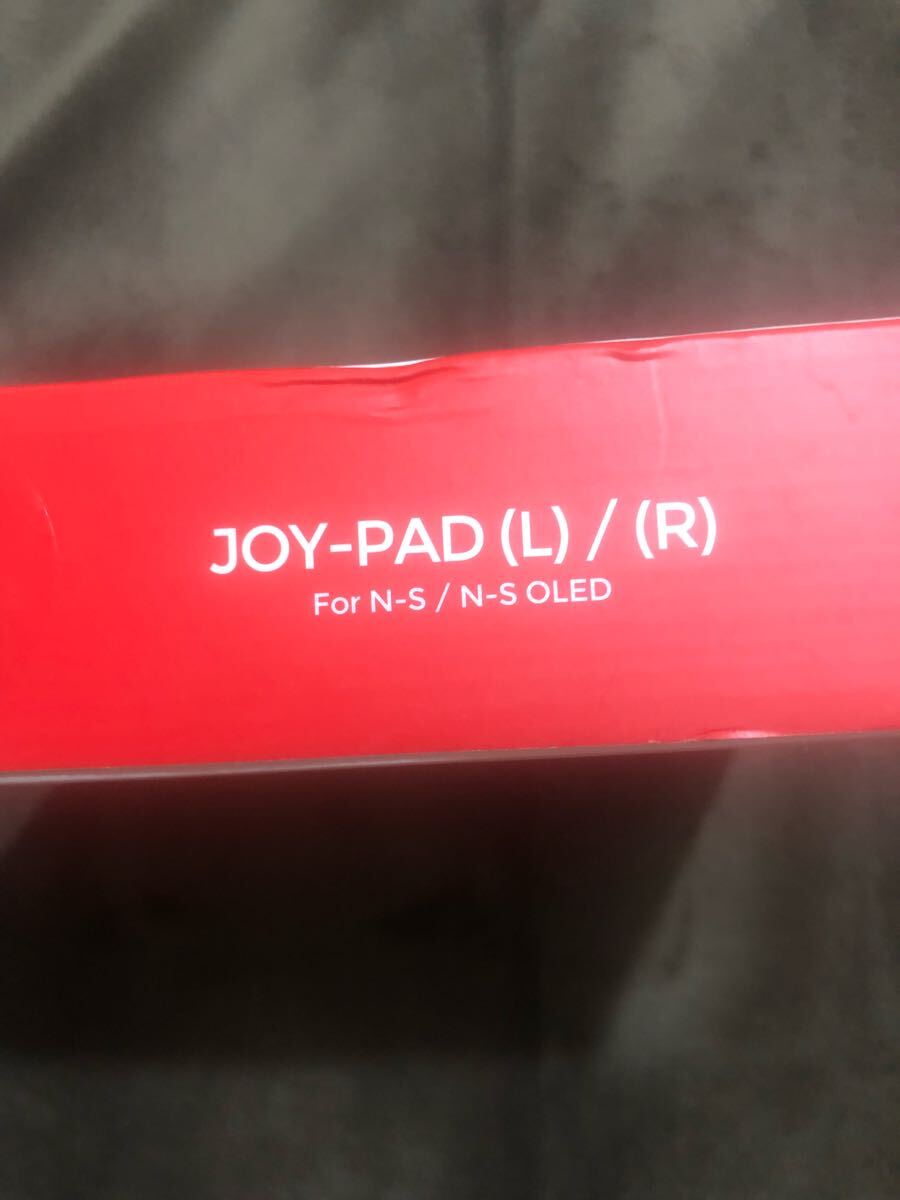 JOY-PAD (L) / (R)
For N-S / N-S OLED